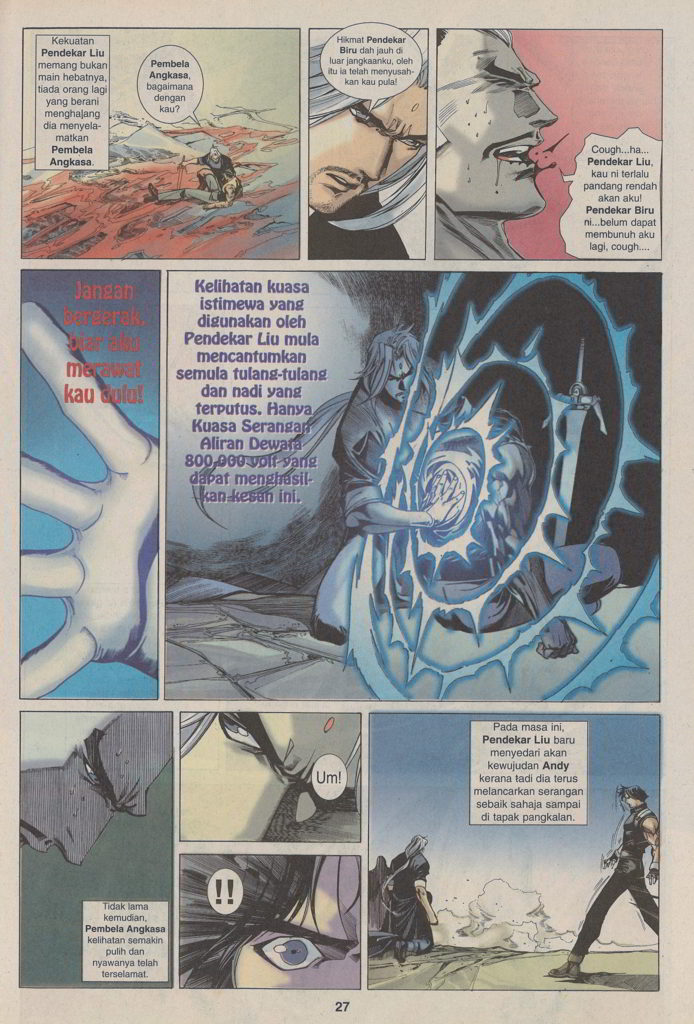 Kekuatan
Pendekar Liu
memang bukan
main hebatnya,
tiada orang lagi
yang berani
menghalang
dia menyela-
matkan
Pembela
Angkasa.
Pembela
Angkasa,
bagaimana
dengan
kau?
Hikmat Pendekar
Biru dah jauh di
luar jangkaanku, oleh
itu ia telah menyusah-
kan kau pula!
Cough...ha...
Pendekar Liu,
kau ni terlalu
pandang rendah
akan aku!
Pendekar Biru
ni...belum dapat
membunuh aku
lagi, cough....
Jangan
bergerak,
biar aku
merawat
kau dulu!
Kelihatan kuasa
istimewa yang
digunakan oleh
Pendekar Liu mula
mencantumkan
semula tulang-tulang
dan nadi yang
terputus. Hanya
Kuasa Serangan
Aliran Dewata
800,000 volt yang
dapat menghasil-
kan kesan ini.
Tidak lama
kemudian,
Pembela Angkasa
kelihatan semakin
pulih dan
nyawanya telah
terselamat.
Um!
!!
Pada masa ini,
Pendekar Liu baru
menyedari akan
kewujudan Andy
kerana tadi dia terus
melancarkan serangan
sebaik sahaja sampai
di tapak pangkalan.
27